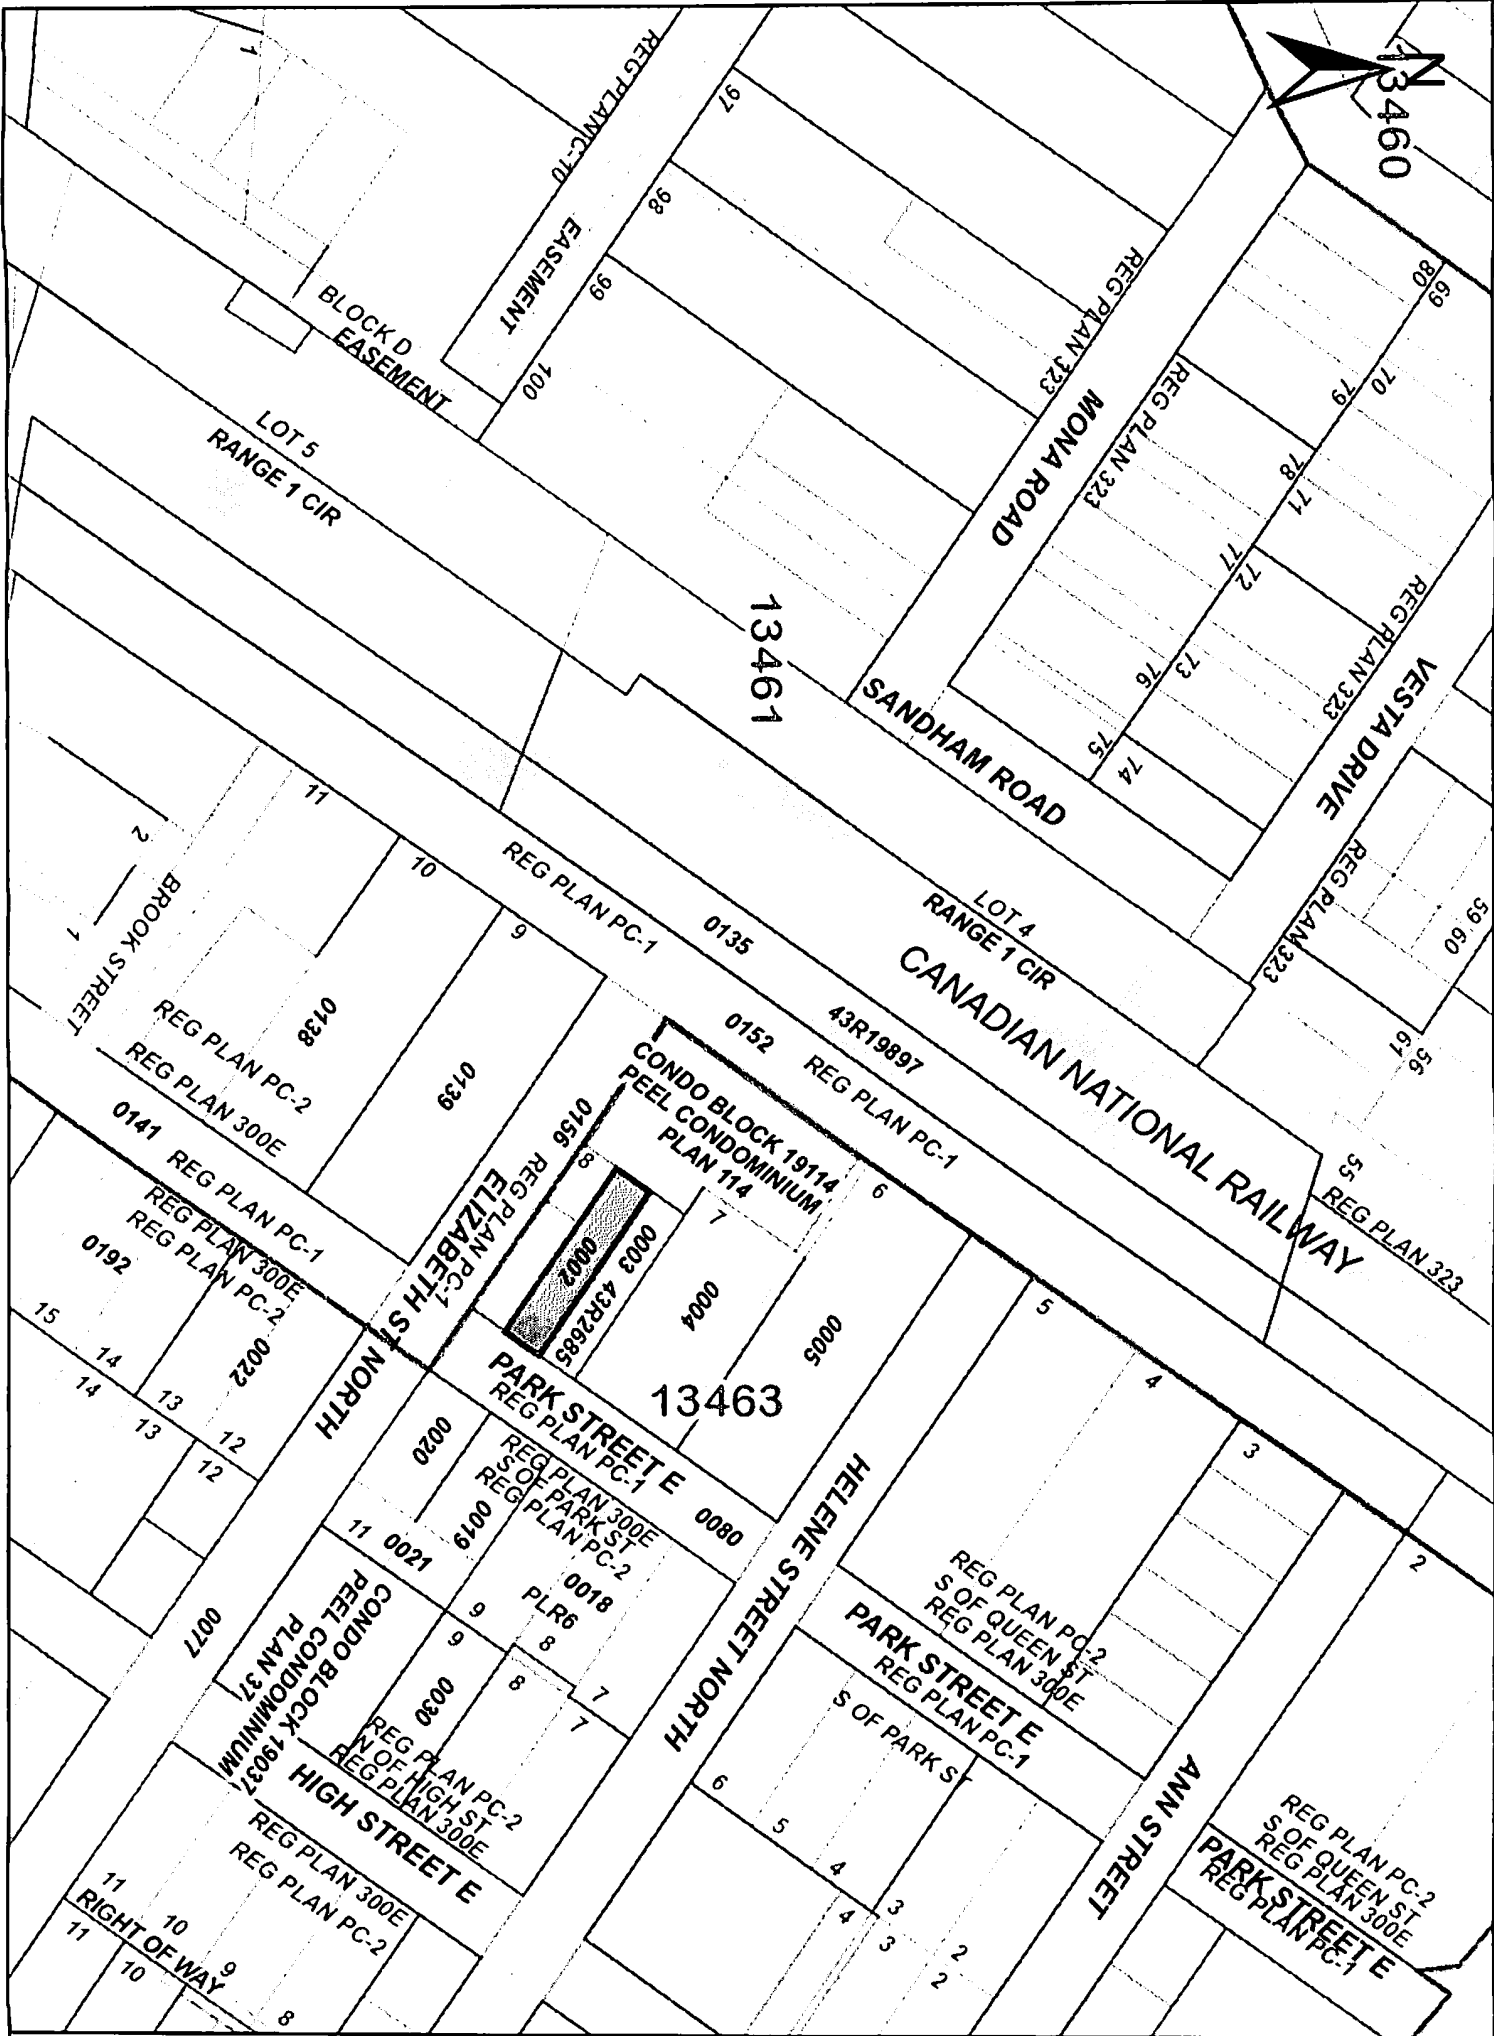 N
13460
1
REG PLAN C-10
97
98
99
100
EASEMENT
BLOCK D
EASEMENT
LOT 5
RANGE 1 CIR
REG PLAN 323
MONA ROAD
REG PLAN 323
80
69
79
70
78
71
77
72
76
73
75
74
REG PLAN 323
VESTA DRIVE
SANDHAM ROAD
13461
REG PLAN 323
59
60
61
56
55
REG PLAN 323
LOT 4
RANGE 1 CIR
CANADIAN NATIONAL RAILWAY
43R19897
0135
0152
REG PLAN PC-1
REG PLAN PC-1
11
10
9
2
1
BROOK STREET
0138
REG PLAN PC-2
REG PLAN 300E
0139
0141
REG PLAN PC-1
REG PLAN 300E
REG PLAN PC-2
0192
0022
15
14
14
13
13
12
12
0156
REG PLAN PC-1
ELIZABETH ST NORTH
CONDO BLOCK 19114
PEEL CONDOMINIUM
PLAN 114
8
7
6
0002
0003
43R2685
0004
0005
13463
PARK STREET E
REG PLAN PC-1
0080
REG PLAN 300E
S OF PARK ST
REG PLAN PC-2
0020
0019
0018
PLR6
11
0021
9
9
8
8
7
7
0077
CONDO BLOCK 19037
PEEL CONDOMINIUM
PLAN 37
0030
REG PLAN PC-2
N OF HIGH ST
REG PLAN 300E
HIGH STREET E
REG PLAN 300E
REG PLAN PC-2
11
RIGHT OF WAY
11
10
10
9
8
HELENE STREET NORTH
5
4
3
2
REG PLAN PC-2
S OF QUEEN ST
REG PLAN 300E
PARK STREET E
REG PLAN PC-1
S OF PARK ST
6
5
4
4
3
3
2
2
ANN STREET
REG PLAN PC-2
S OF QUEEN ST
REG PLAN 300E
PARK STREET E
REG PLAN PC-1